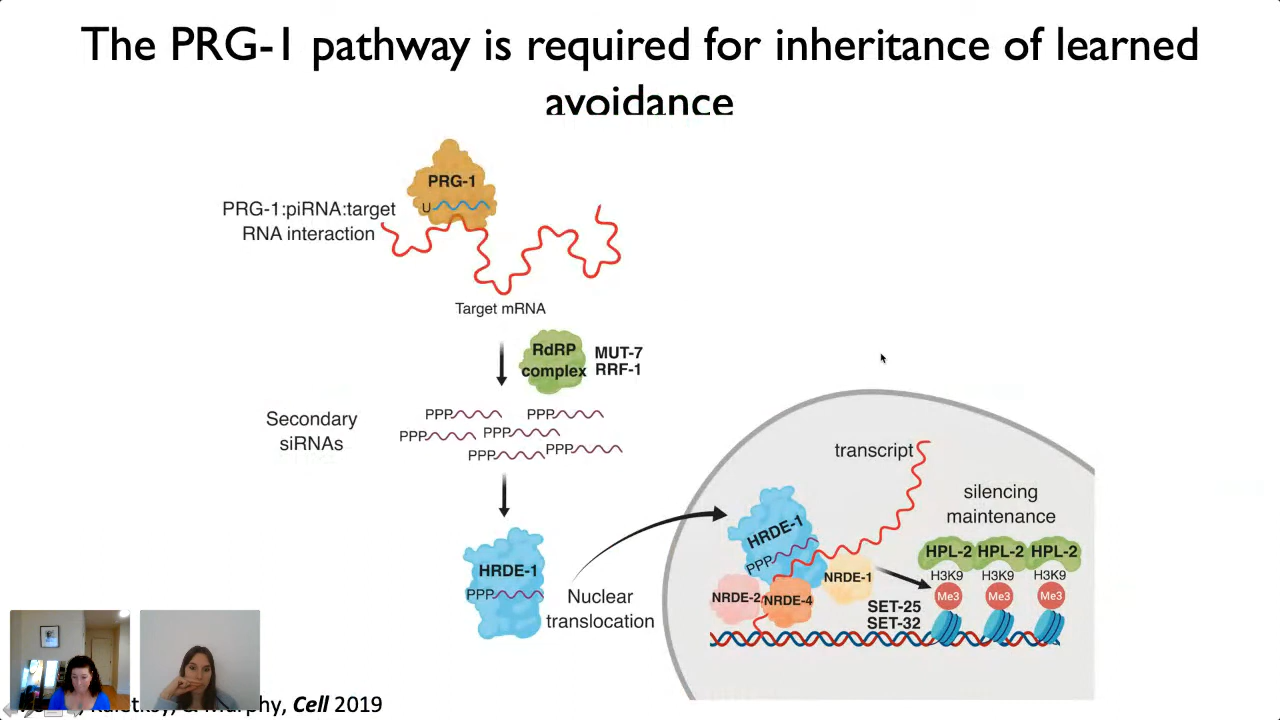 The PRG-1 pathway is required for inheritance of learned
avoidance
PRG-1
U
PRG-1:piRNA:target
RNA interaction
Target mRNA
RdRP
complex
MUT-7
RRF-1
Secondary
siRNAs
PPP
PPP
PPP
PPP
PPP
PPP
HRDE-1
PPP
Nuclear
translocation
transcript
silencing
maintenance
HRDE-1
PPP
NRDE-2
NRDE-4
NRDE-1
SET-25
SET-32
HPL-2 HPL-2 HPL-2
H3K9 H3K9 H3K9
Me3 Me3 Me3
Cell 2019